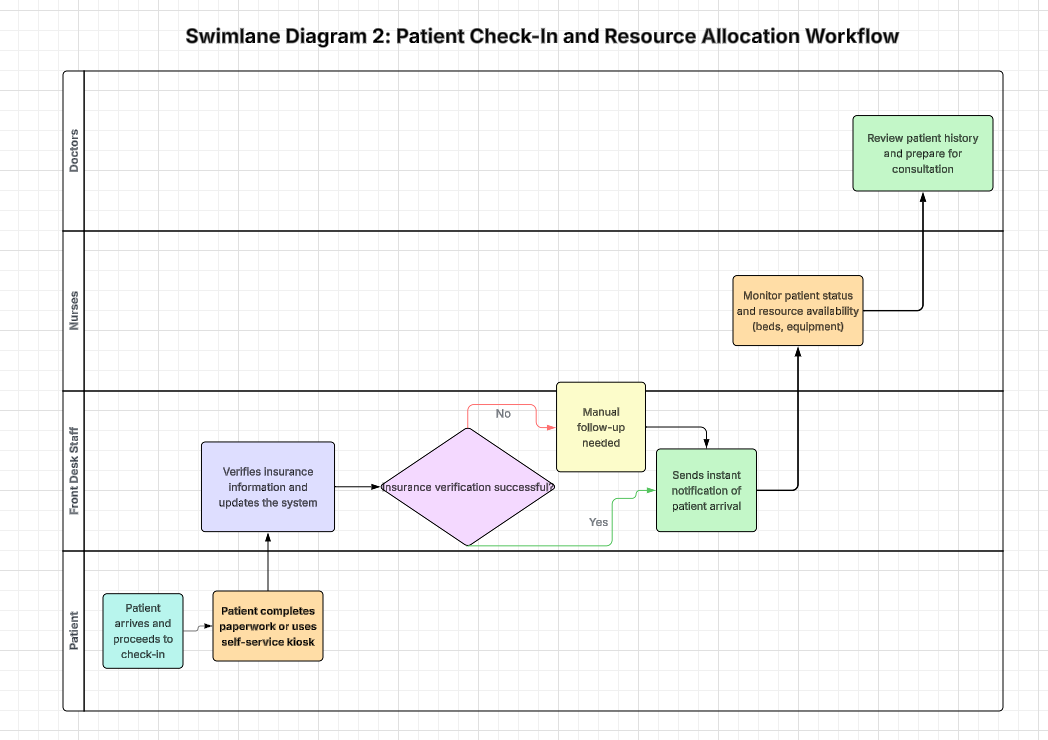 Swimlane Diagram 2: Patient Check-In and Resource Allocation Workflow
Doctors
Review patient history
and prepare for
consultation
Nurses
Monitor patient status
and resource availability
(beds, equipment)
Front Desk Staff
Verifies insurance
information and
updates the system
Insurance verification successful?
No
Yes
Manual
follow-up
needed
Sends instant
notification of
patient arrival
Patient
Patient
arrives and
proceeds to
check-in
Patient completes
paperwork or uses
self-service kiosk